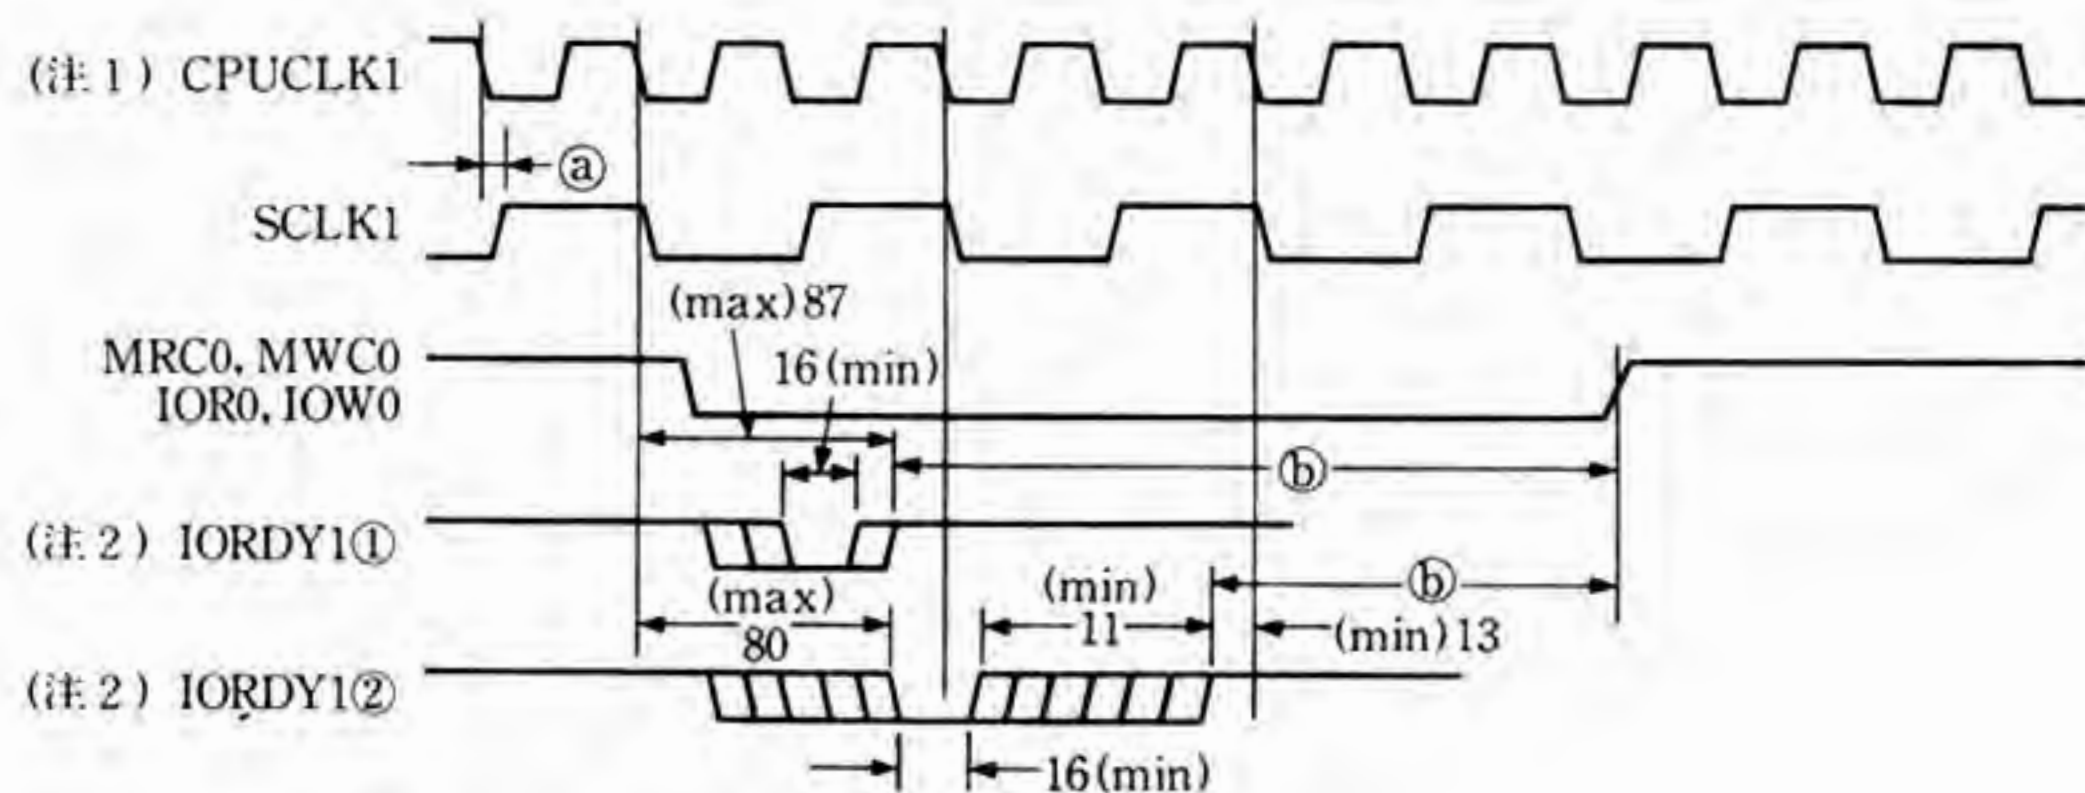 (注1) CPUCLK1
ⓐ
SCLK1
(max)87
MRC0, MWC0
16(min)
IOR0, IOW0
ⓑ
(注2) IORDY1①
(max)
80
(min)
11
ⓑ
(min)13
(注2) IORDY1②
16(min)